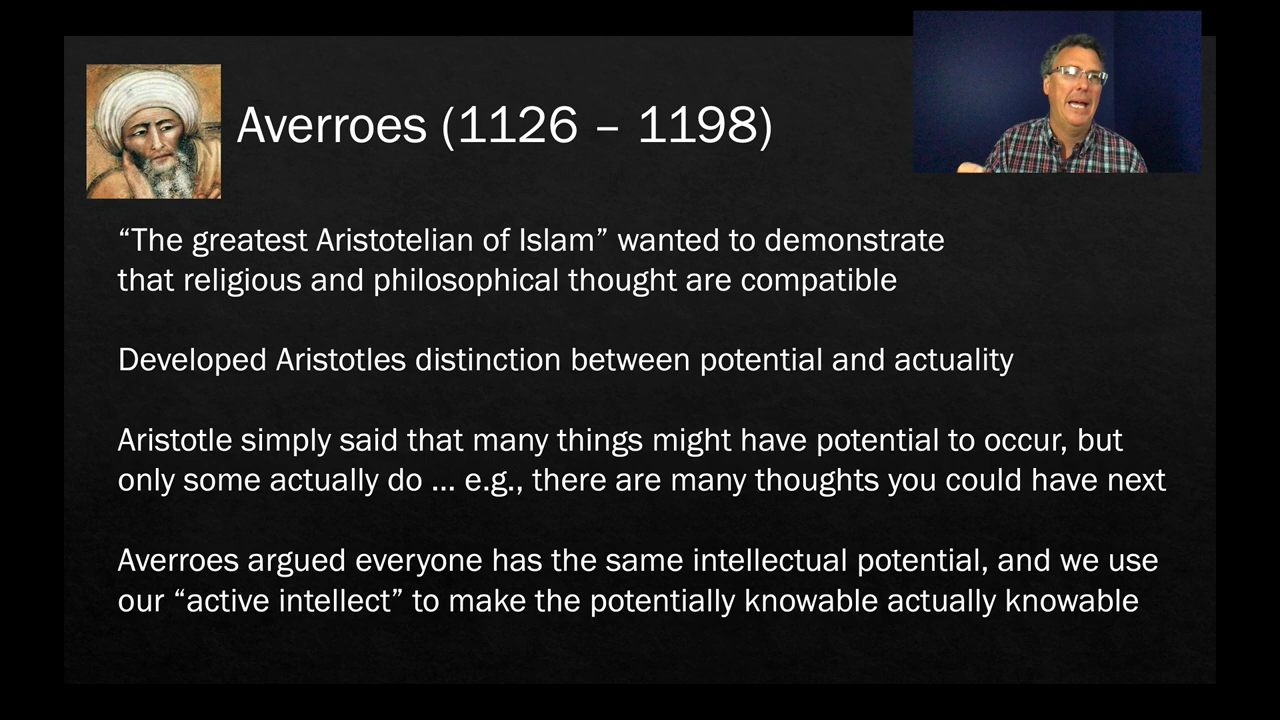 Averroes (1126 – 1198)
“The greatest Aristotelian of Islam” wanted to demonstrate
that religious and philosophical thought are compatible
Developed Aristotles distinction between potential and actuality
Aristotle simply said that many things might have potential to occur, but
only some actually do ... e.g., there are many thoughts you could have next
Averroes argued everyone has the same intellectual potential, and we use
our “active intellect” to make the potentially knowable actually knowable